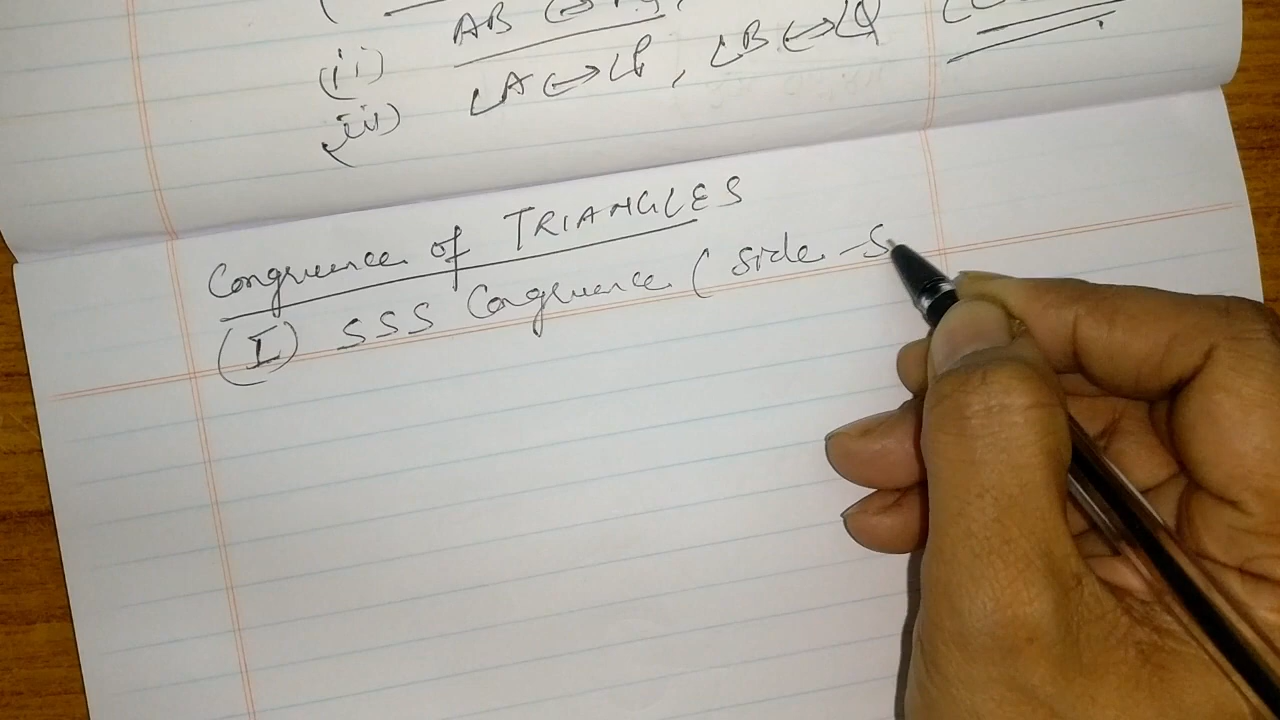 (ii) AB ↔
(iii) ∠A ↔ ∠P, ∠B ↔ ∠Q
Congruence of TRIANGLES
(I) SSS Congruence ( side - S